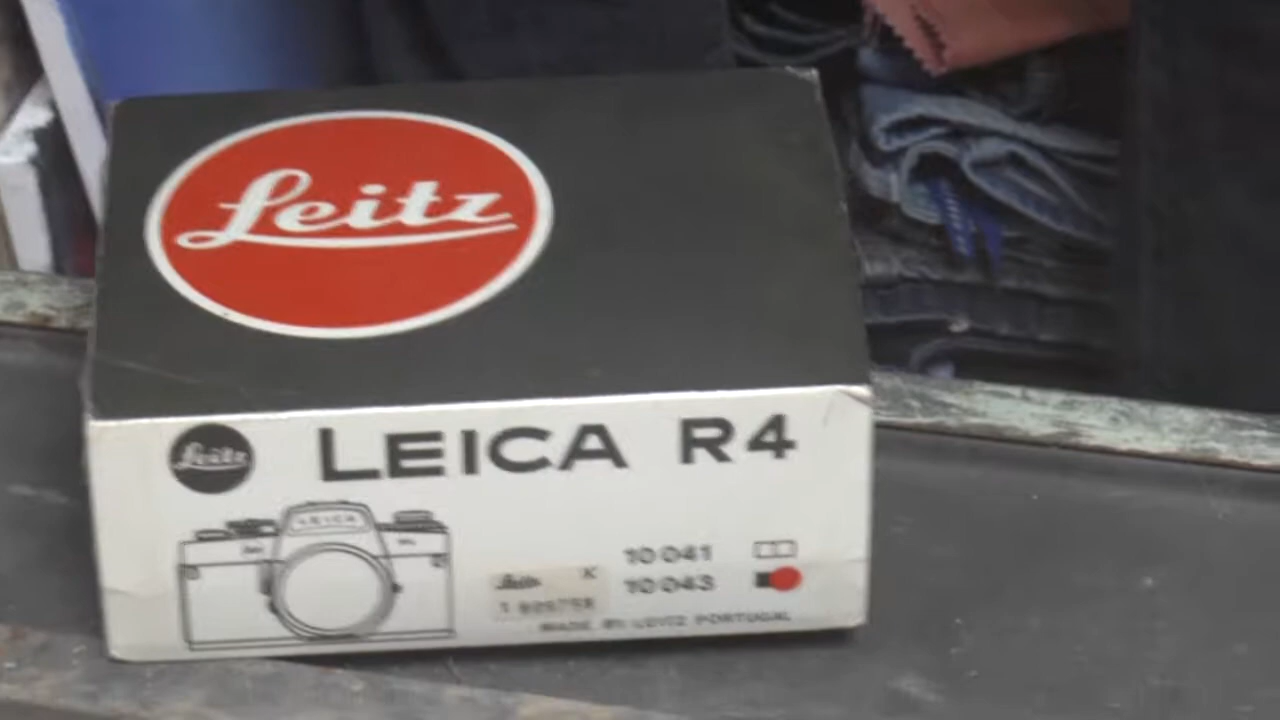 Leitz
Leitz
LEICA R4
LEICA
10 041
Leitz K
10 043
MADE BY LEITZ PORTUGAL